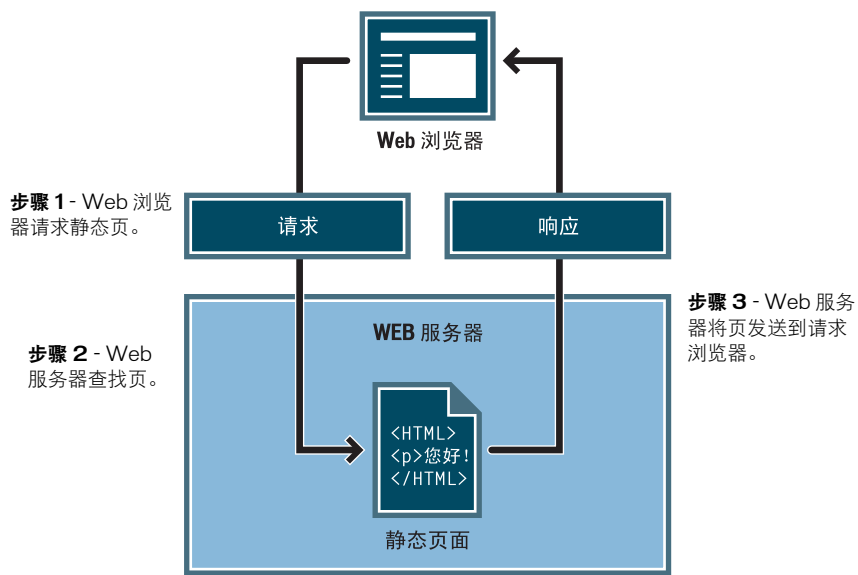 Web 浏览器
步骤 1 - Web 浏览
器请求静态页。
请求
响应
步骤 2 - Web
服务器查找页。
WEB 服务器
<HTML>
<p>您好!
</HTML>
静态页面
步骤 3 - Web 服务
器将页发送到请求
浏览器。